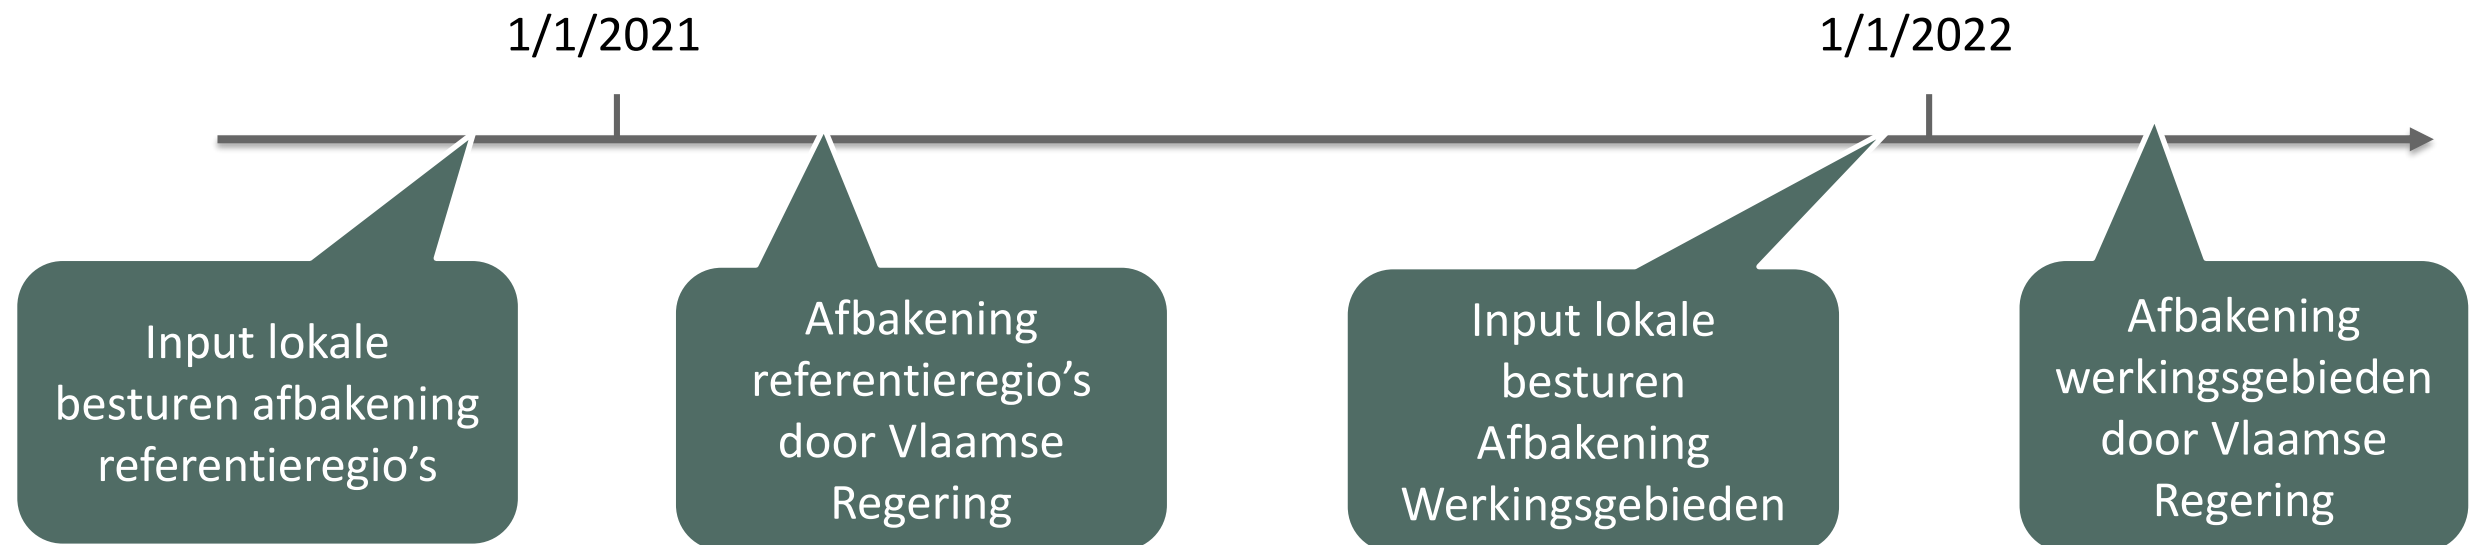 1/1/2021
1/1/2022
Input lokale
besturen afbakening
referentieregio’s
Afbakening
referentieregio’s
door Vlaamse
Regering
Input lokale
besturen
Afbakening
Werkingsgebieden
Afbakening
werkingsgebieden
door Vlaamse
Regering